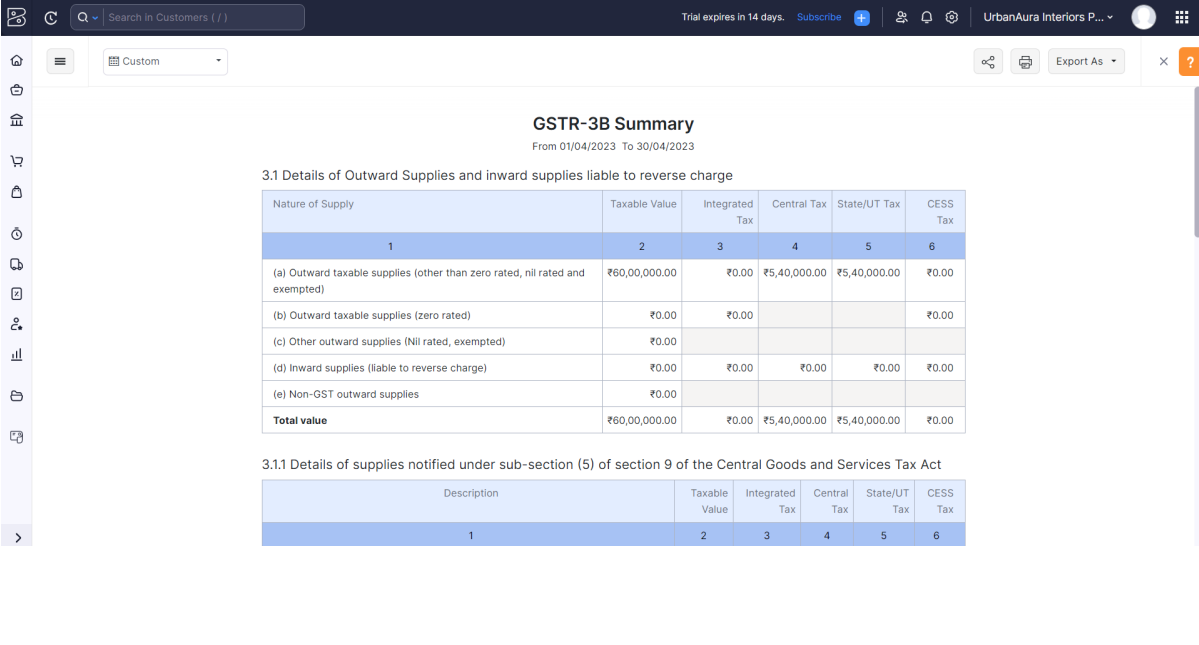 Search in Customers ( / )
Trial expires in 14 days. Subscribe
UrbanAura Interiors P...
Custom
Export As
?
GSTR-3B Summary
From 01/04/2023 To 30/04/2023
3.1 Details of Outward Supplies and inward supplies liable to reverse charge
Nature of Supply Taxable Value Integrated Tax Central Tax State/UT Tax CESS Tax
1 2 3 4 5 6
(a) Outward taxable supplies (other than zero rated, nil rated and exempted) ₹60,00,000.00 ₹0.00 ₹5,40,000.00 ₹5,40,000.00 ₹0.00
(b) Outward taxable supplies (zero rated) ₹0.00 ₹0.00 ₹0.00
(c) Other outward supplies (Nil rated, exempted) ₹0.00
(d) Inward supplies (liable to reverse charge) ₹0.00 ₹0.00 ₹0.00 ₹0.00 ₹0.00
(e) Non-GST outward supplies ₹0.00
Total value ₹60,00,000.00 ₹0.00 ₹5,40,000.00 ₹5,40,000.00 ₹0.00
3.1.1 Details of supplies notified under sub-section (5) of section 9 of the Central Goods and Services Tax Act
Description Taxable Value Integrated Tax Central Tax State/UT Tax CESS Tax
1 2 3 4 5 6